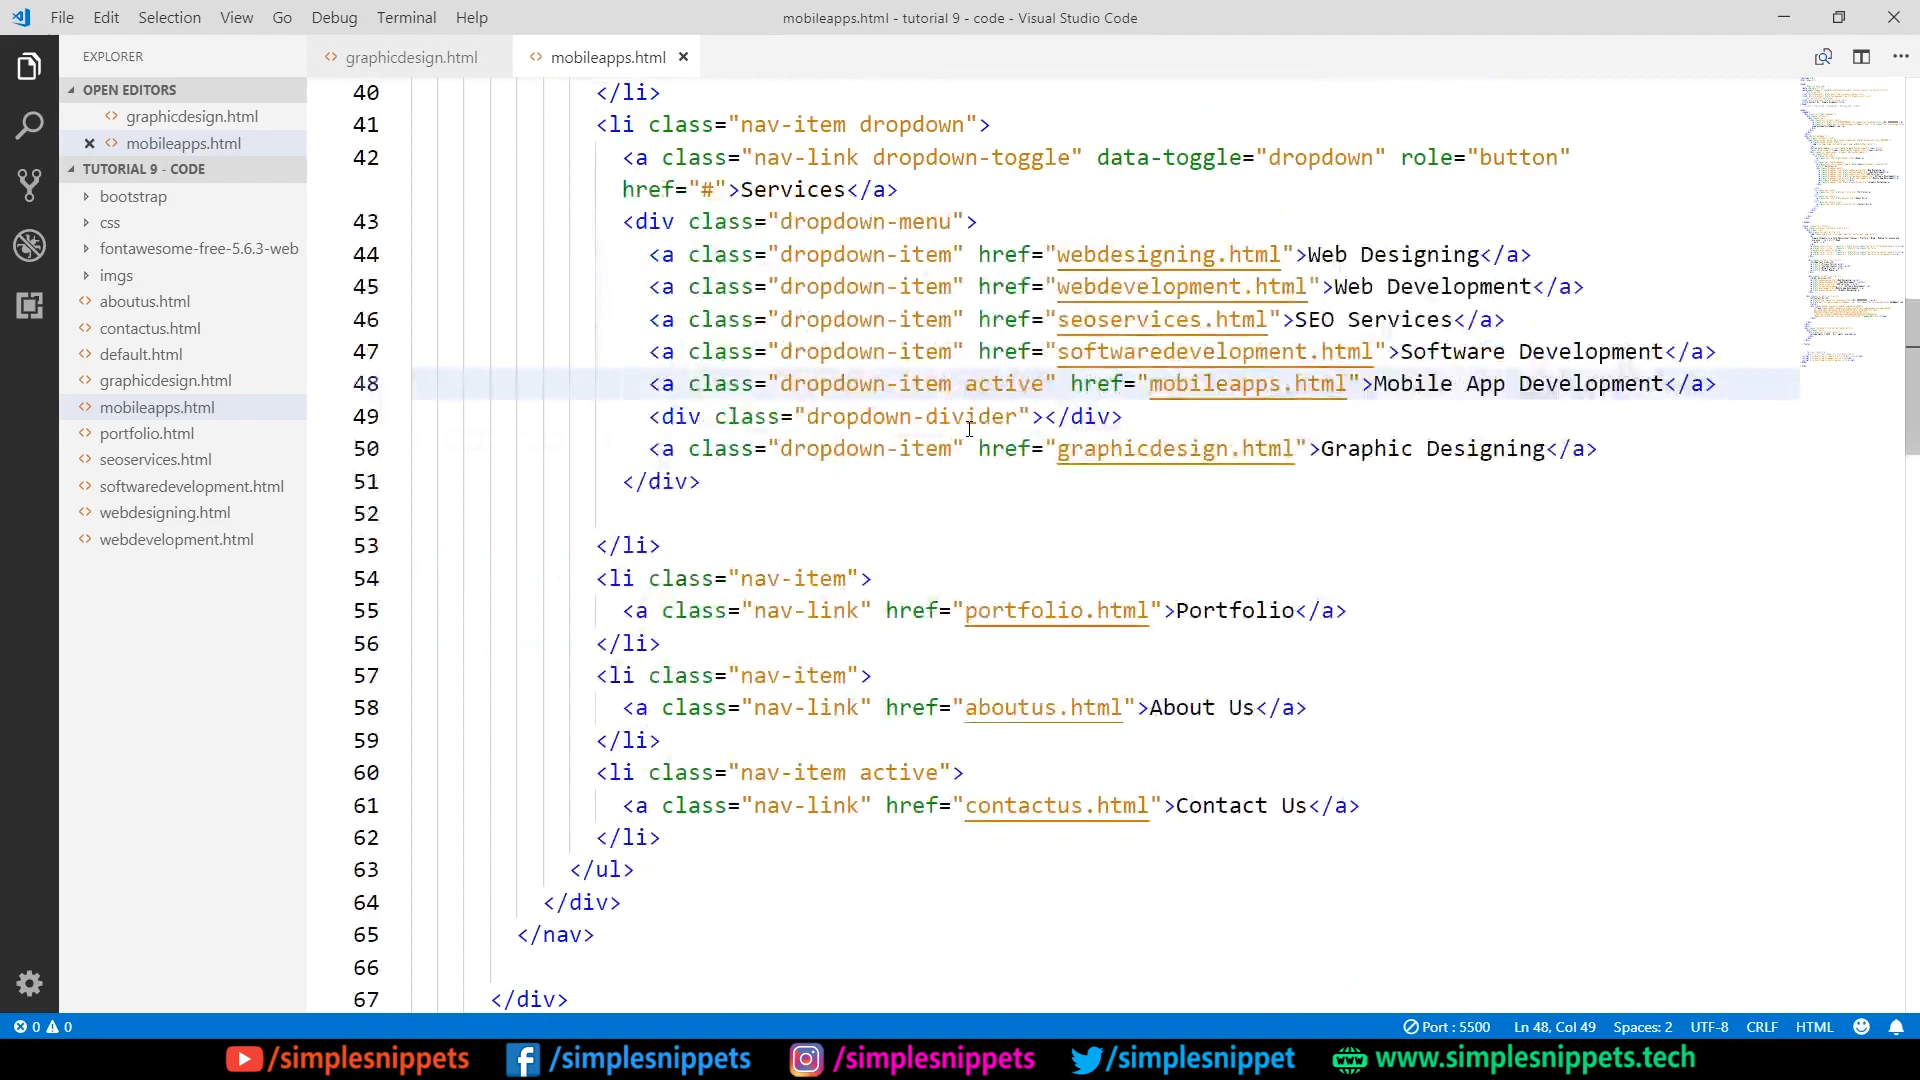 File Edit Selection View Go Debug Terminal Help
mobileapps.html - tutorial 9 - code - Visual Studio Code
EXPLORER
OPEN EDITORS
graphicdesign.html
mobileapps.html
TUTORIAL 9 - CODE
bootstrap
css
fontawesome-free-5.6.3-web
imgs
aboutus.html
contactus.html
default.html
graphicdesign.html
mobileapps.html
portfolio.html
seoservices.html
softwaredevelopment.html
webdesigning.html
webdevelopment.html
graphicdesign.html mobileapps.html
40 </li>
41 <li class="nav-item dropdown">
42 <a class="nav-link dropdown-toggle" data-toggle="dropdown" role="button"
href="#">Services</a>
43 <div class="dropdown-menu">
44 <a class="dropdown-item" href="webdesigning.html">Web Designing</a>
45 <a class="dropdown-item" href="webdevelopment.html">Web Development</a>
46 <a class="dropdown-item" href="seoservices.html">SEO Services</a>
47 <a class="dropdown-item" href="softwaredevelopment.html">Software Development</a>
48 <a class="dropdown-item active" href="mobileapps.html">Mobile App Development</a>
49 <div class="dropdown-divider"></div>
50 <a class="dropdown-item" href="graphicdesign.html">Graphic Designing</a>
51 </div>
52
53 </li>
54 <li class="nav-item">
55 <a class="nav-link" href="portfolio.html">Portfolio</a>
56 </li>
57 <li class="nav-item">
58 <a class="nav-link" href="aboutus.html">About Us</a>
59 </li>
60 <li class="nav-item active">
61 <a class="nav-link" href="contactus.html">Contact Us</a>
62 </li>
63 </ul>
64 </div>
65 </nav>
66
67 </div>
0 0 Port : 5500 Ln 48, Col 49 Spaces: 2 UTF-8 CRLF HTML
/simplesnippets /simplesnippets /simplesnippets /simplesnippet www.simplesnippets.tech